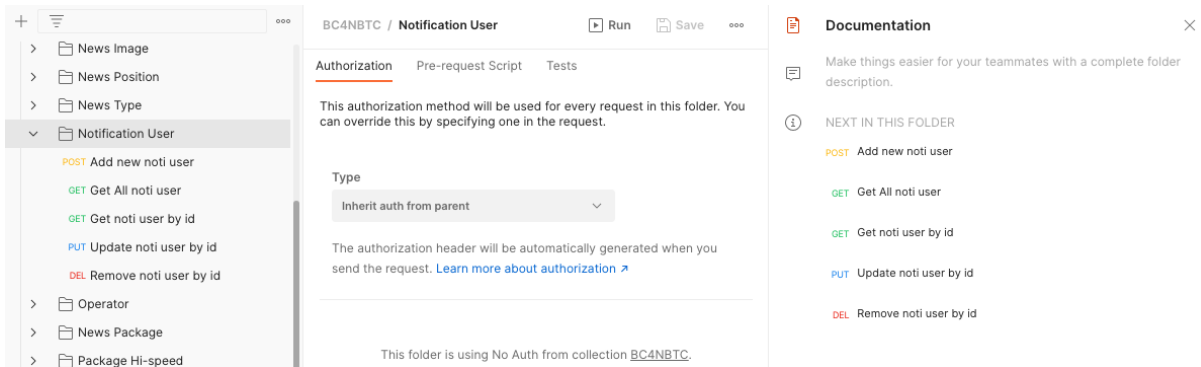 News Image
News Position
News Type
Notification User
POST Add new noti user
GET Get All noti user
GET Get noti user by id
PUT Update noti user by id
DEL Remove noti user by id
Operator
News Package
Package Hi-speed
BC4NBTC / Notification User
Run
Save
Authorization Pre-request Script Tests
This authorization method will be used for every request in this folder. You
can override this by specifying one in the request.
Type
Inherit auth from parent
The authorization header will be automatically generated when you
send the request. Learn more about authorization ↗
This folder is using No Auth from collection BC4NBTC.
Documentation
Make things easier for your teammates with a complete folder
description.
NEXT IN THIS FOLDER
POST Add new noti user
GET Get All noti user
GET Get noti user by id
PUT Update noti user by id
DEL Remove noti user by id